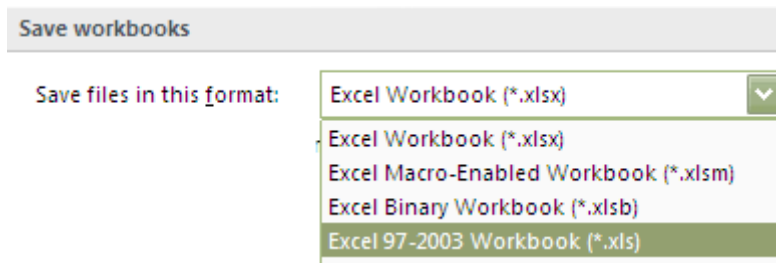 Save workbooks
Save files in this format: Excel Workbook (*.xlsx)
Excel Workbook (*.xlsx)
Excel Macro-Enabled Workbook (*.xlsm)
Excel Binary Workbook (*.xlsb)
Excel 97-2003 Workbook (*.xls)